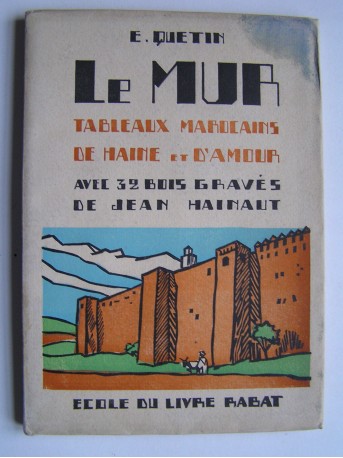 E. QUETIN
Le MUR
TABLEAUX MAROCAINS
DE HAINE ET D'AMOUR
AVEC 32 BOIS GRAVÉS
DE JEAN HAINAUT
ECOLE DU LIVRE RABAT